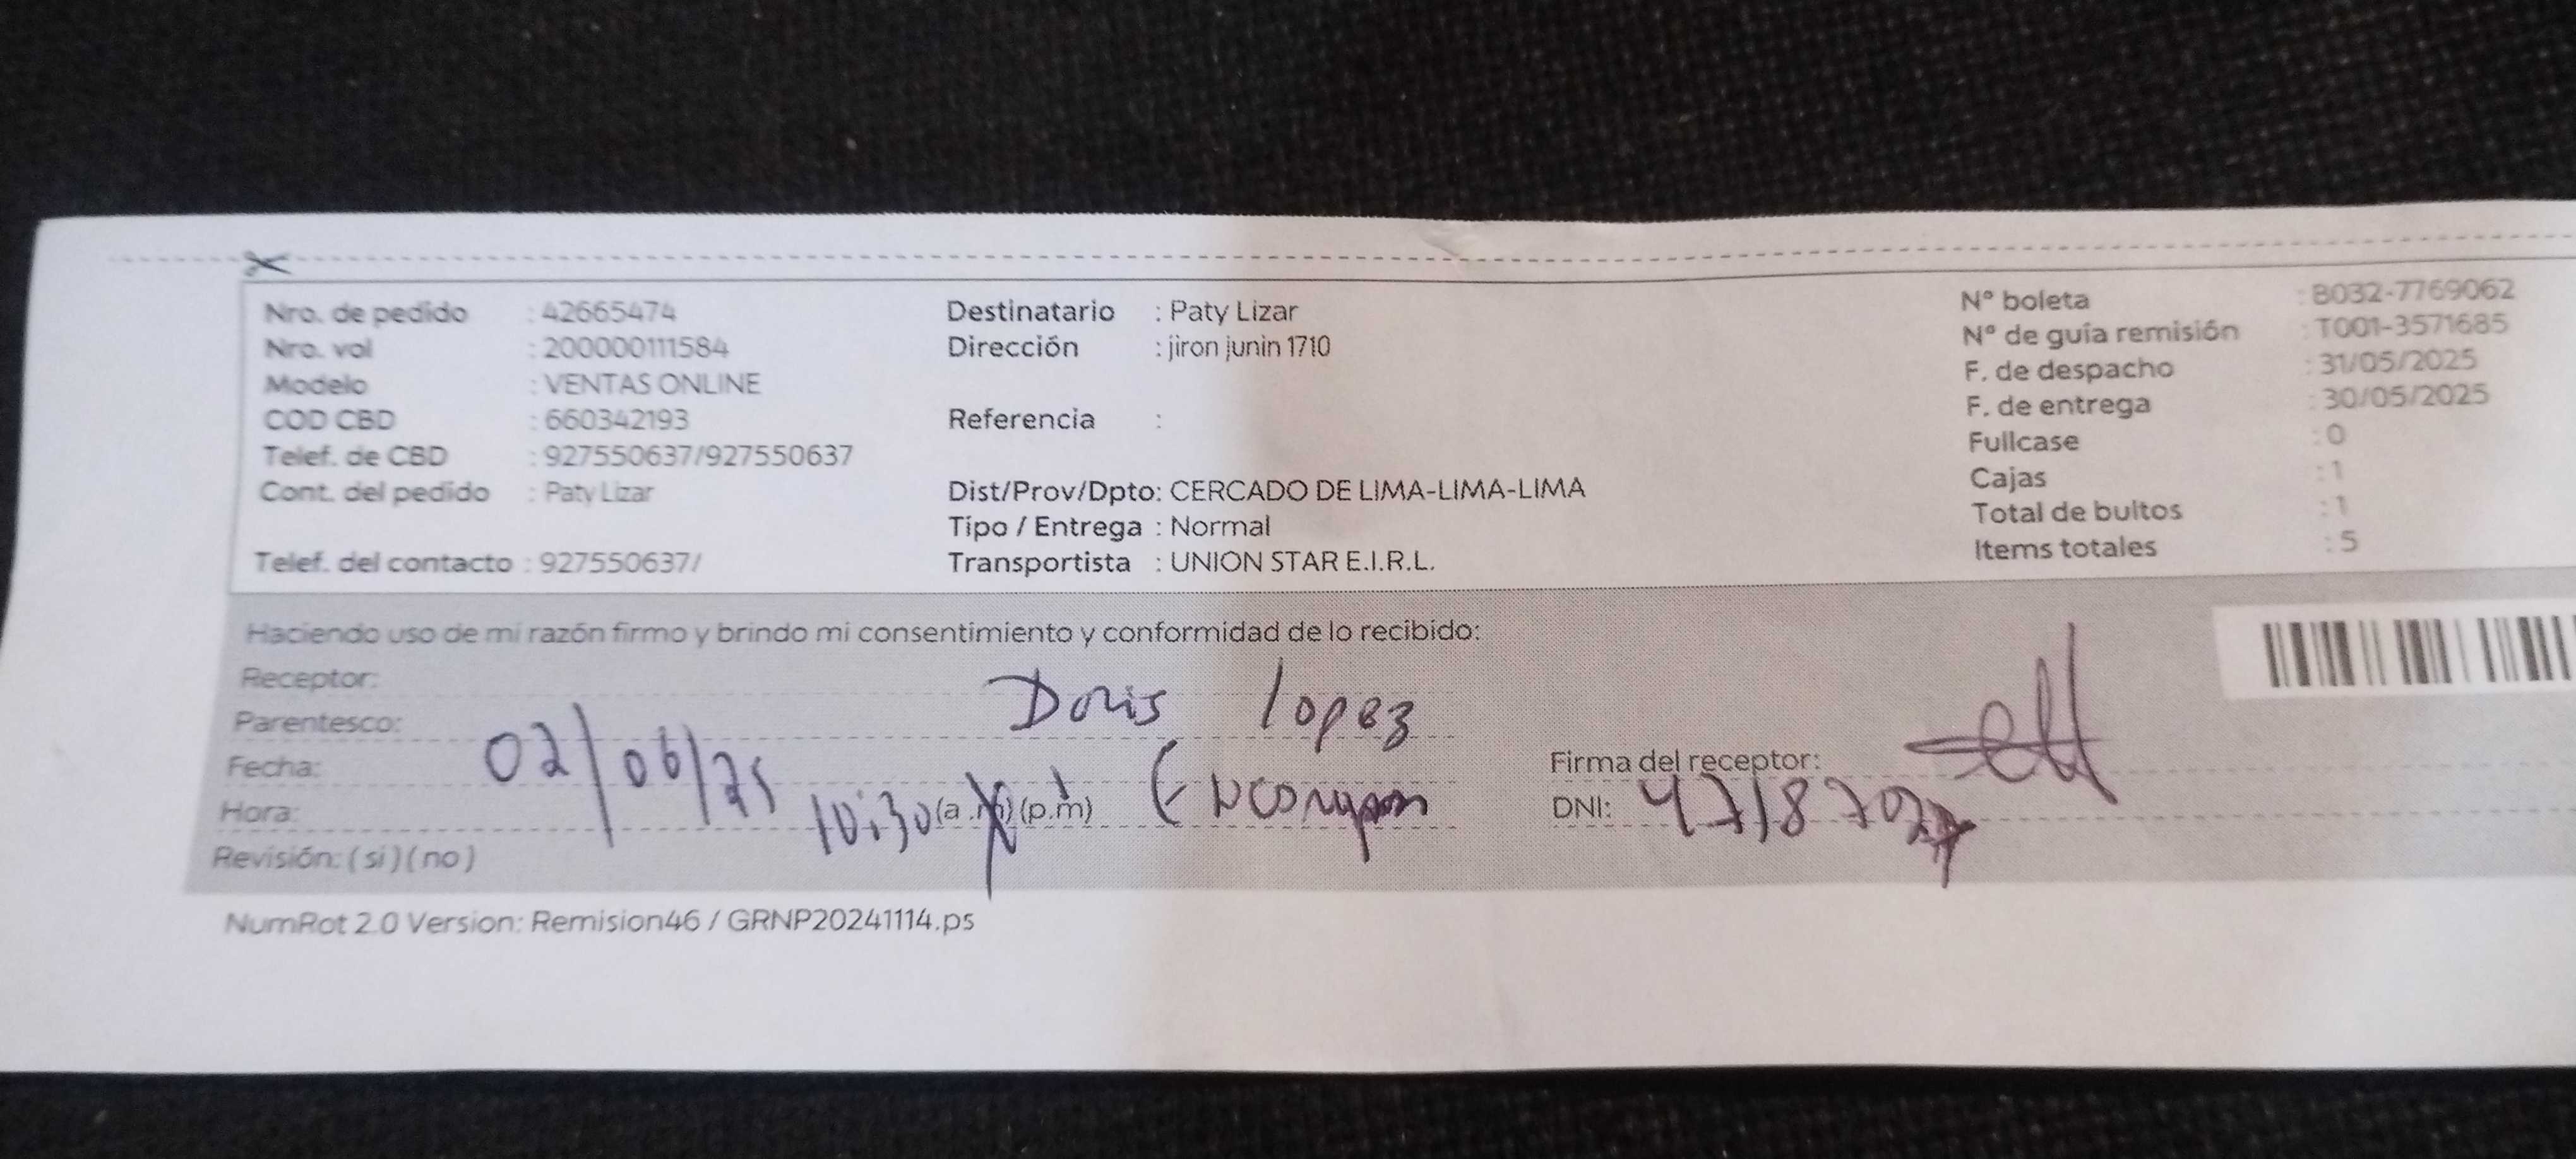 Nro. de pedido : 42665474
Nro. vol : 200000111584
Modelo : VENTAS ONLINE
COD CBD : 660342193
Telef. de CBD : 927550637/927550637
Cont. del pedido : Paty Lizar
Telef. del contacto : 927550637/
Destinatario : Paty Lizar
Dirección : jiron junin 1710
Referencia :
Dist/Prov/Dpto: CERCADO DE LIMA-LIMA-LIMA
Tipo / Entrega : Normal
Transportista : UNION STAR E.I.R.L.
N° boleta : B032-7769062
N° de guía remisión : T001-3571685
F. de despacho : 31/05/2025
F. de entrega : 30/05/2025
Fullcase : 0
Cajas : 1
Total de bultos : 1
Items totales : 5
Haciendo uso de mi razón firmo y brindo mi consentimiento y conformidad de lo recibido:
Receptor:
Doris lopez
Parentesco:
Fecha: 02/06/25
Hora: 10:30 (a.m) (p.m)
Revisión: ( si ) ( no )
Firma del receptor:
DNI:
NumRot 2.0 Version: Remision46 / GRNP20241114.ps